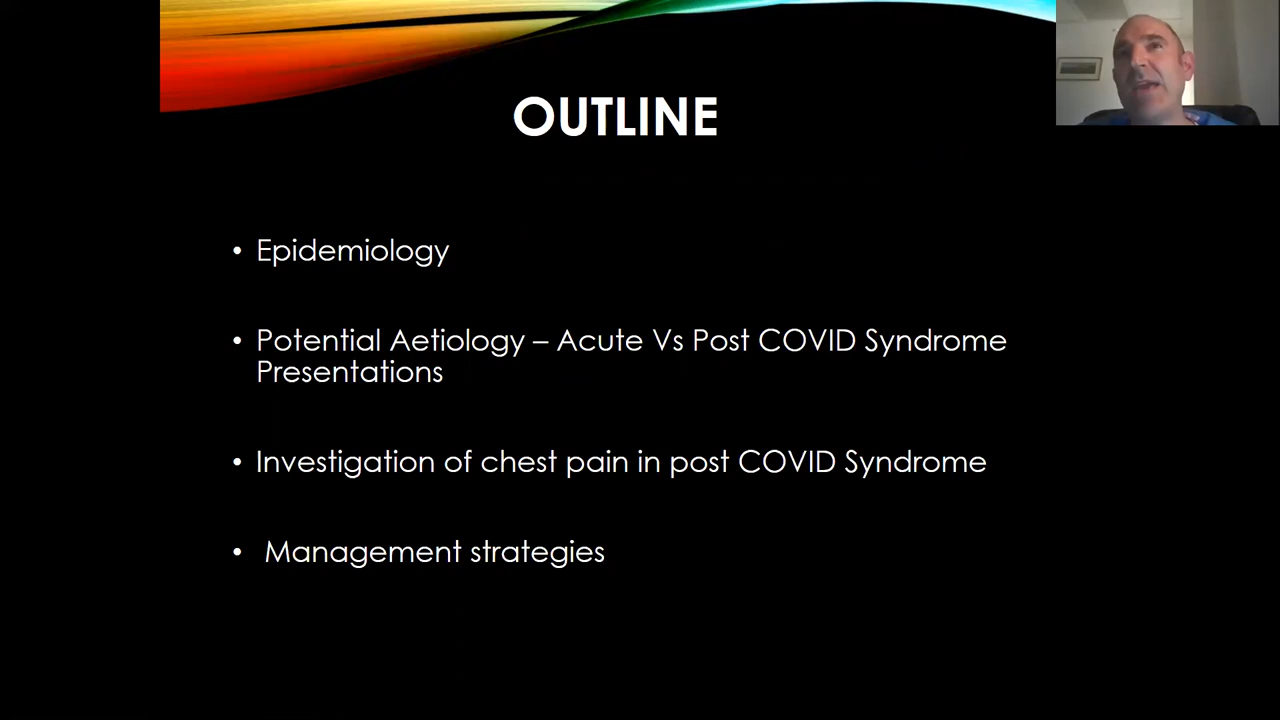 OUTLINE
• Epidemiology
• Potential Aetiology – Acute Vs Post COVID Syndrome
Presentations
• Investigation of chest pain in post COVID Syndrome
• Management strategies